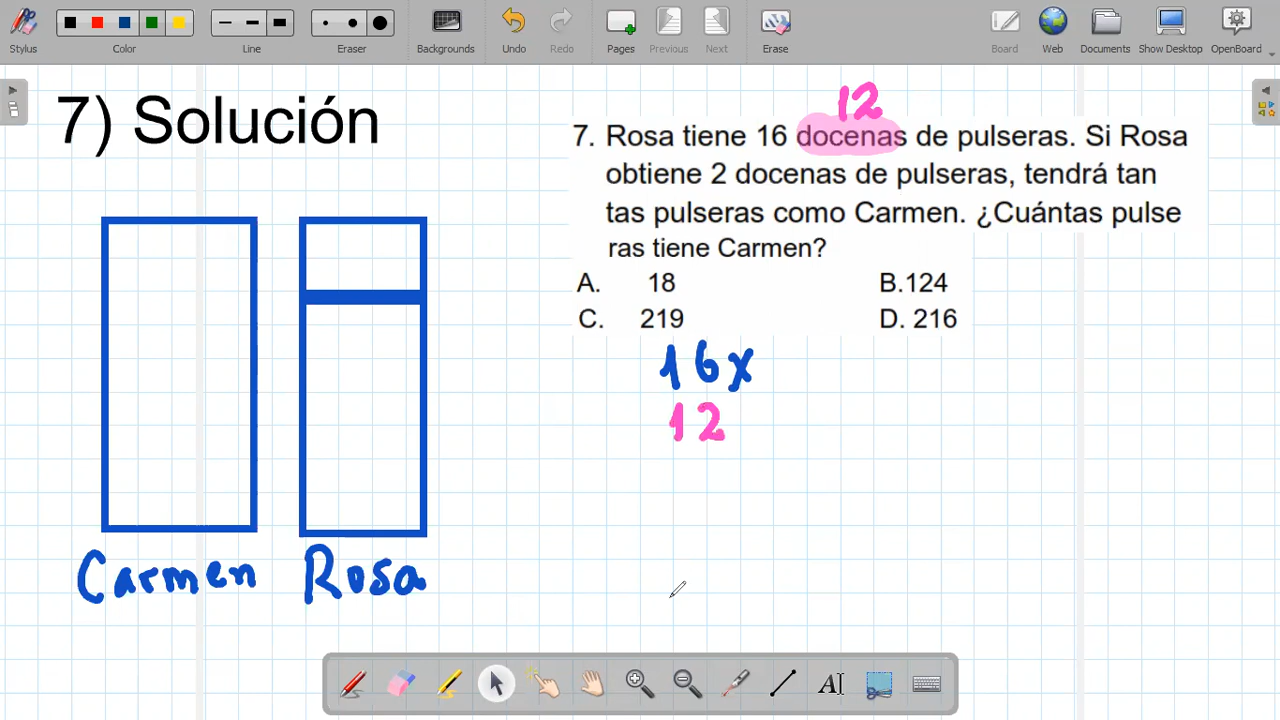 Stylus Color Line Eraser Backgrounds Undo Redo Pages Previous Next Erase Board Web Documents Show Desktop OpenBoard
7) Solución
12
7. Rosa tiene 16 docenas de pulseras. Si Rosa
obtiene 2 docenas de pulseras, tendrá tan
tas pulseras como Carmen. ¿Cuántas pulse
ras tiene Carmen?
A. 18 B.124
C. 219 D. 216
16x
12
Carmen Rosa
AI